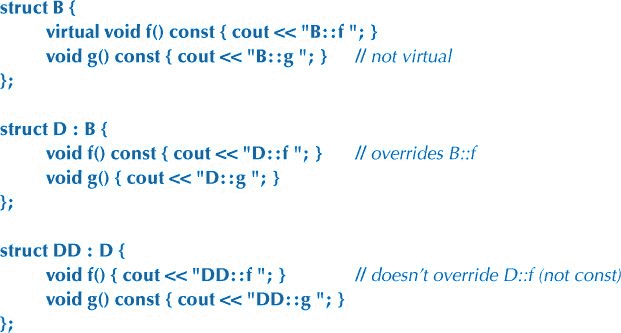 struct B {
virtual void f() const { cout << "B::f "; }
void g() const { cout << "B::g "; } // not virtual
};
struct D : B {
void f() const { cout << "D::f "; } // overrides B::f
void g() { cout << "D::g "; }
};
struct DD : D {
void f() { cout << "DD::f "; } // doesn’t override D::f (not const)
void g() const { cout << "DD::g "; }
};